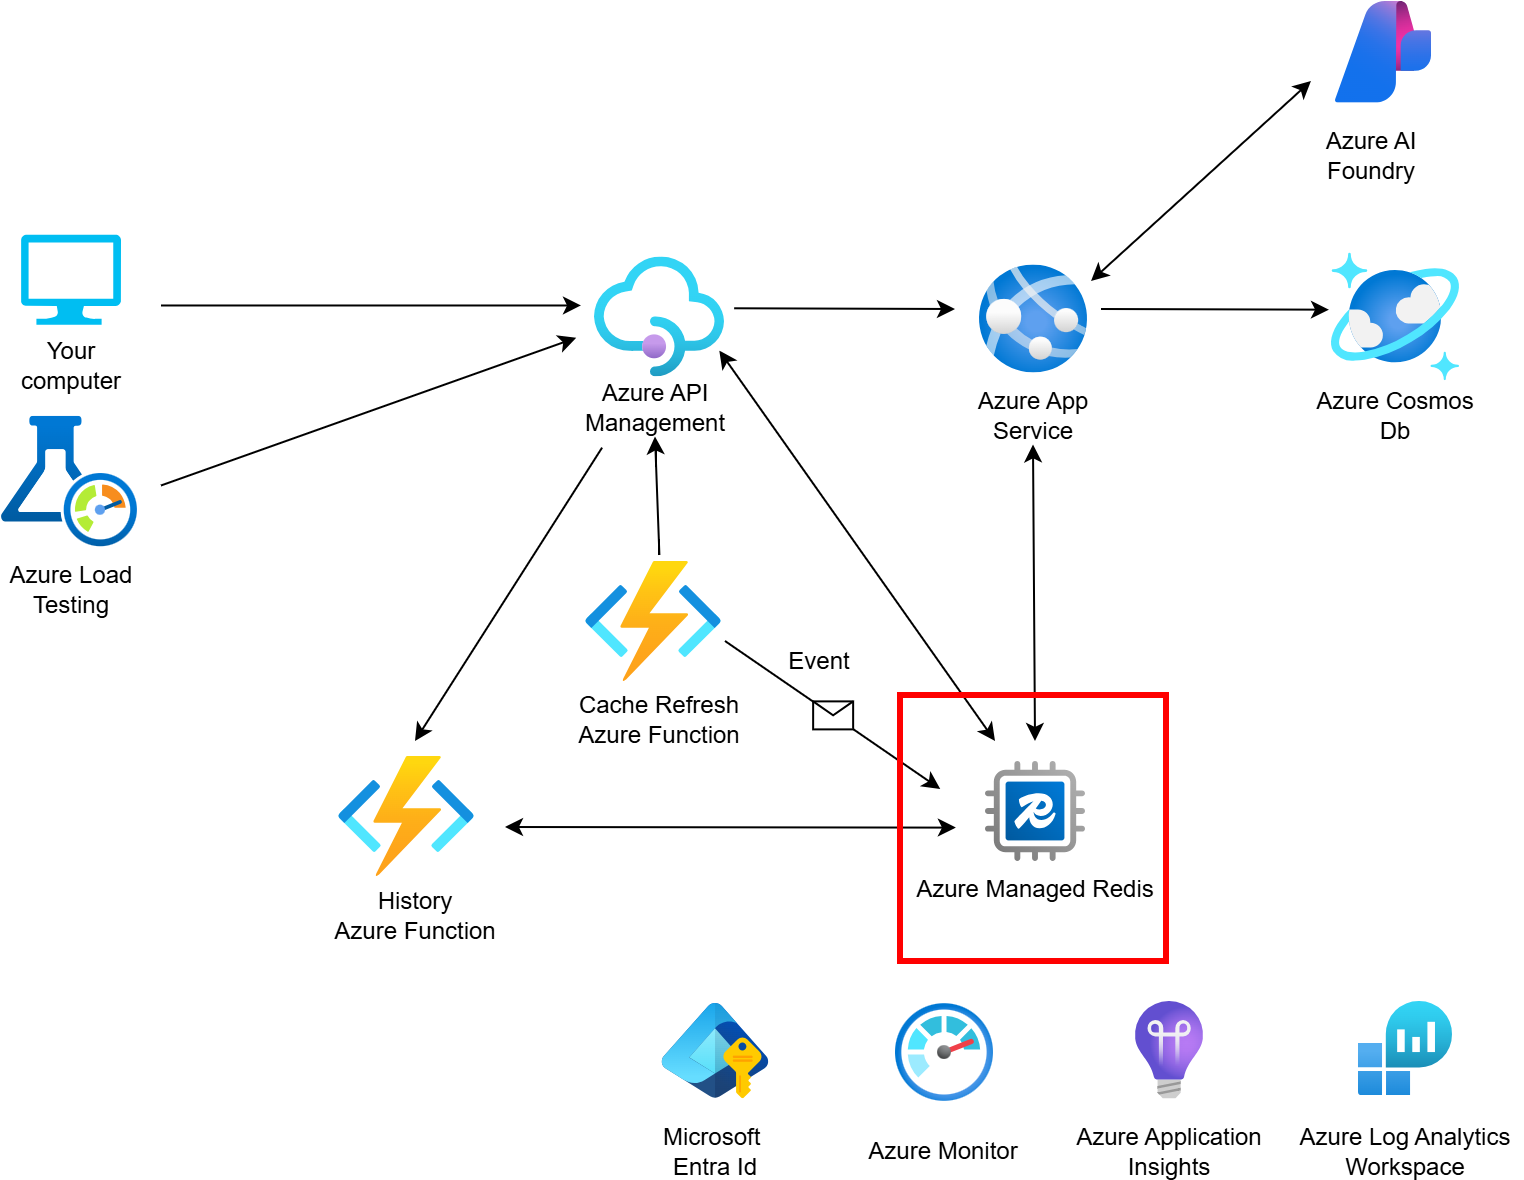 Azure AI
Foundry
Your
computer
Azure API
Management
Azure App
Service
Azure Cosmos
Db
Azure Load
Testing
Event
Cache Refresh
Azure Function
History
Azure Function
Azure Managed Redis
Microsoft
Entra Id
Azure Monitor
Azure Application
Insights
Azure Log Analytics
Workspace